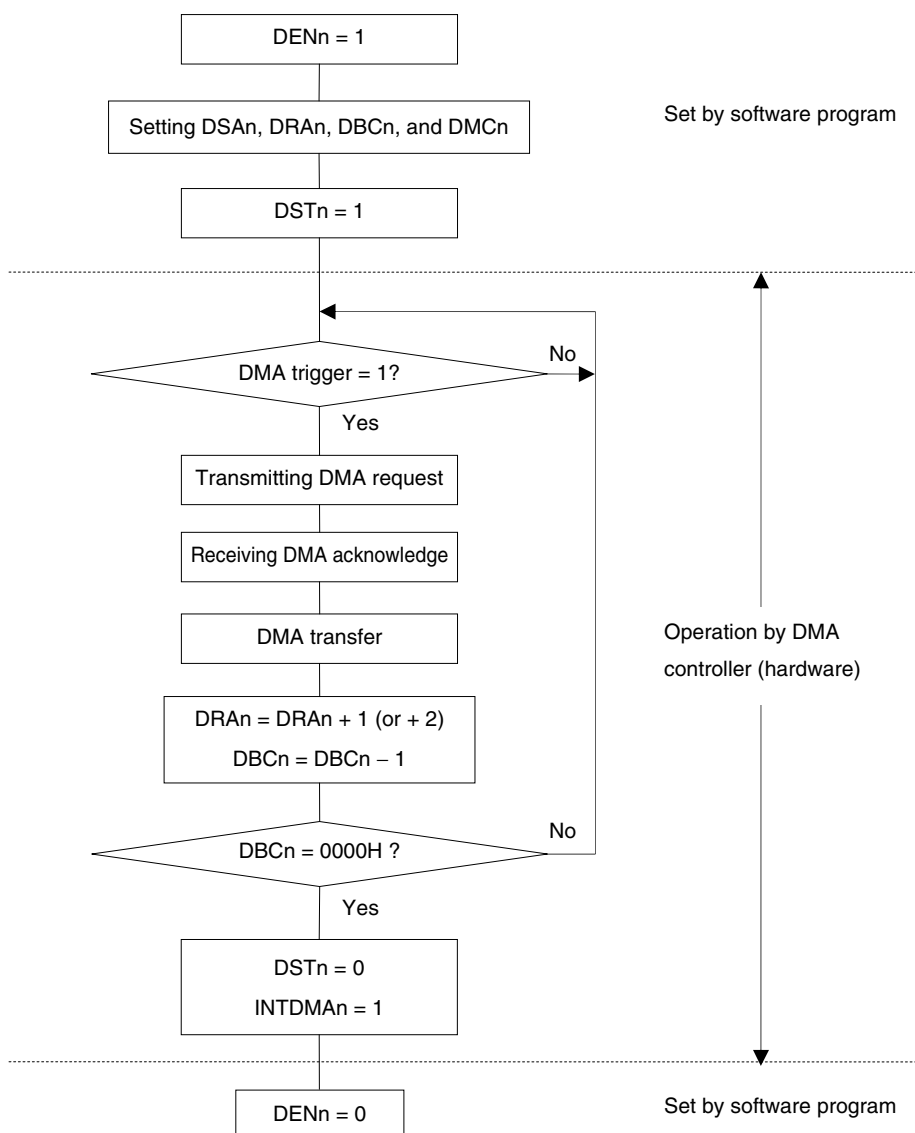 DENn = 1
Setting DSAn, DRAn, DBCn, and DMCn
Set by software program
DSTn = 1
DMA trigger = 1?
No
Yes
Transmitting DMA request
Receiving DMA acknowledge
DMA transfer
Operation by DMA
controller (hardware)
DRAn = DRAn + 1 (or + 2)
DBCn = DBCn − 1
DBCn = 0000H ?
No
Yes
DSTn = 0
INTDMAn = 1
DENn = 0
Set by software program